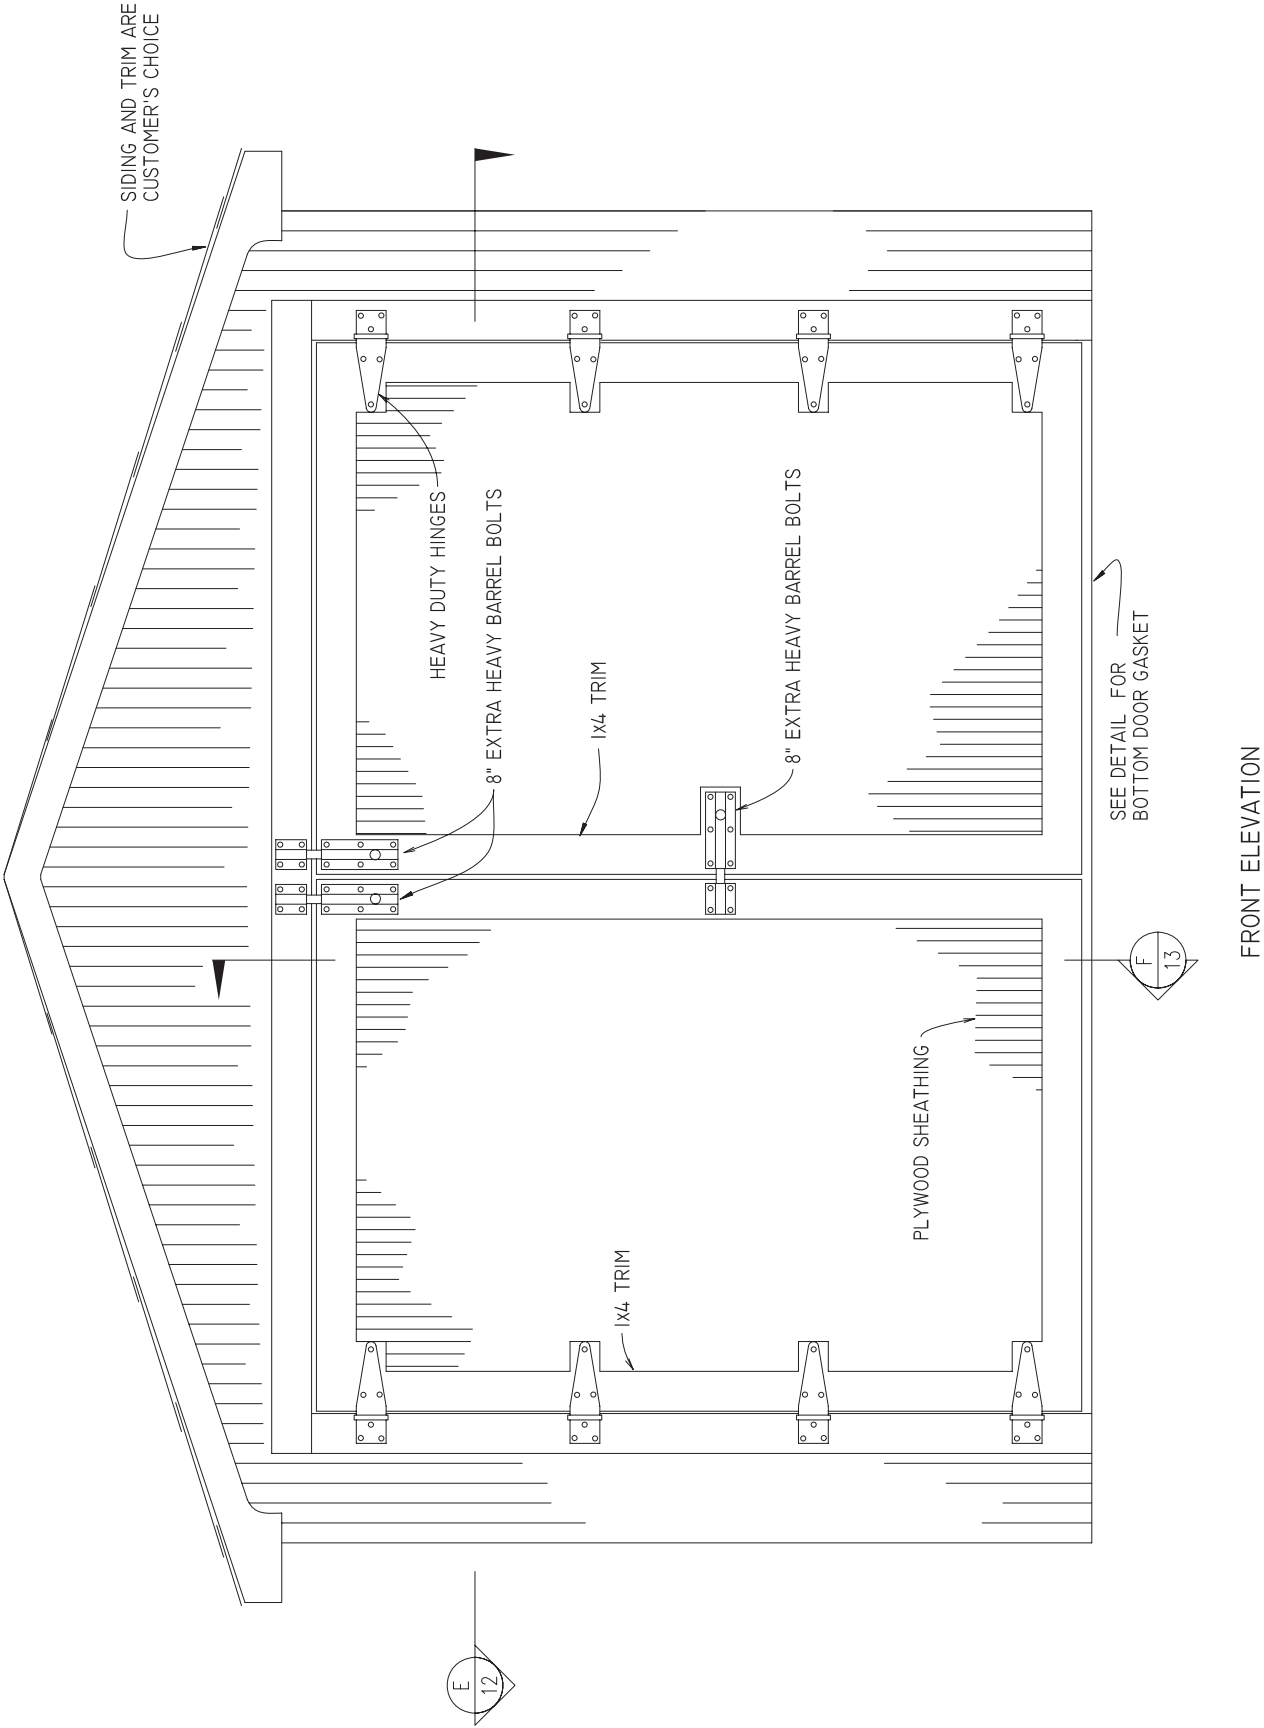 SIDING AND TRIM ARE
CUSTOMER'S CHOICE
HEAVY DUTY HINGES
8" EXTRA HEAVY BARREL BOLTS
1x4 TRIM
8" EXTRA HEAVY BARREL BOLTS
1x4 TRIM
PLYWOOD SHEATHING
SEE DETAIL FOR
BOTTOM DOOR GASKET
E
12
F
13
FRONT ELEVATION